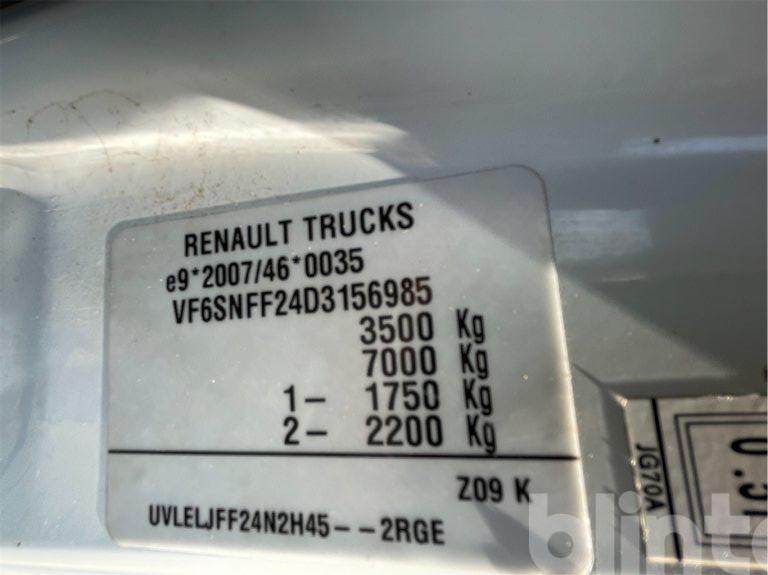 RENAULT TRUCKS
e9*2007/46*0035
VF6SNFF24D3156985
3500 Kg
7000 Kg
1- 1750 Kg
2- 2200 Kg
Z09 K
UVLELJFF24N2H45--2RGE
JG70A